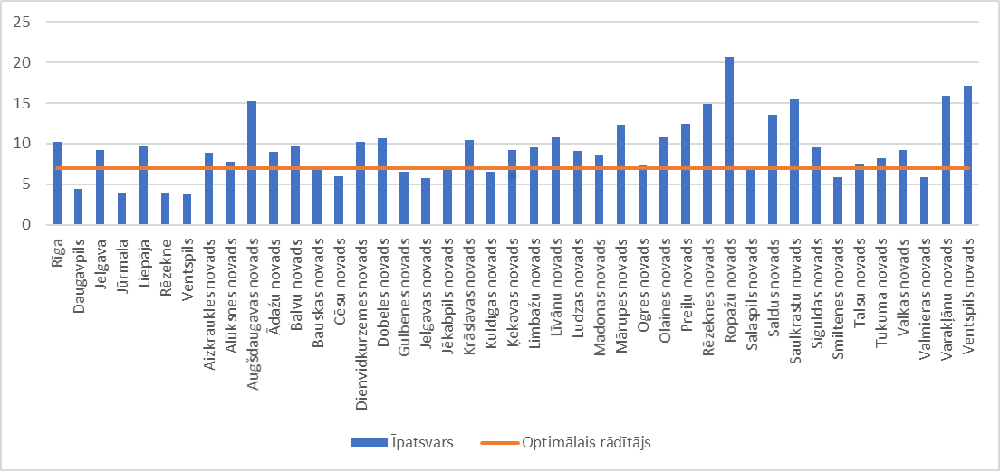 25
20
15
10
5
0
Rīga
Daugavpils
Jelgava
Jūrmala
Liepāja
Rēzekne
Ventspils
Aizkraukles novads
Alūksnes novads
Augšdaugavas novads
Ādažu novads
Balvu novads
Bauskas novads
Cēsu novads
Dienvidkurzemes novads
Dobeles novads
Gulbenes novads
Jelgavas novads
Jēkabpils novads
Krāslavas novads
Kuldīgas novads
Ķekavas novads
Limbažu novads
Līvānu novads
Ludzas novads
Madonas novads
Mārupes novads
Ogres novads
Olaines novads
Preiļu novads
Rēzeknes novads
Ropažu novads
Salaspils novads
Saldus novads
Saulkrastu novads
Siguldas novads
Smiltenes novads
Talsu novads
Tukuma novads
Valkas novads
Valmieras novads
Varakļānu novads
Ventspils novads
Īpatsvars
Optimālais rādītājs